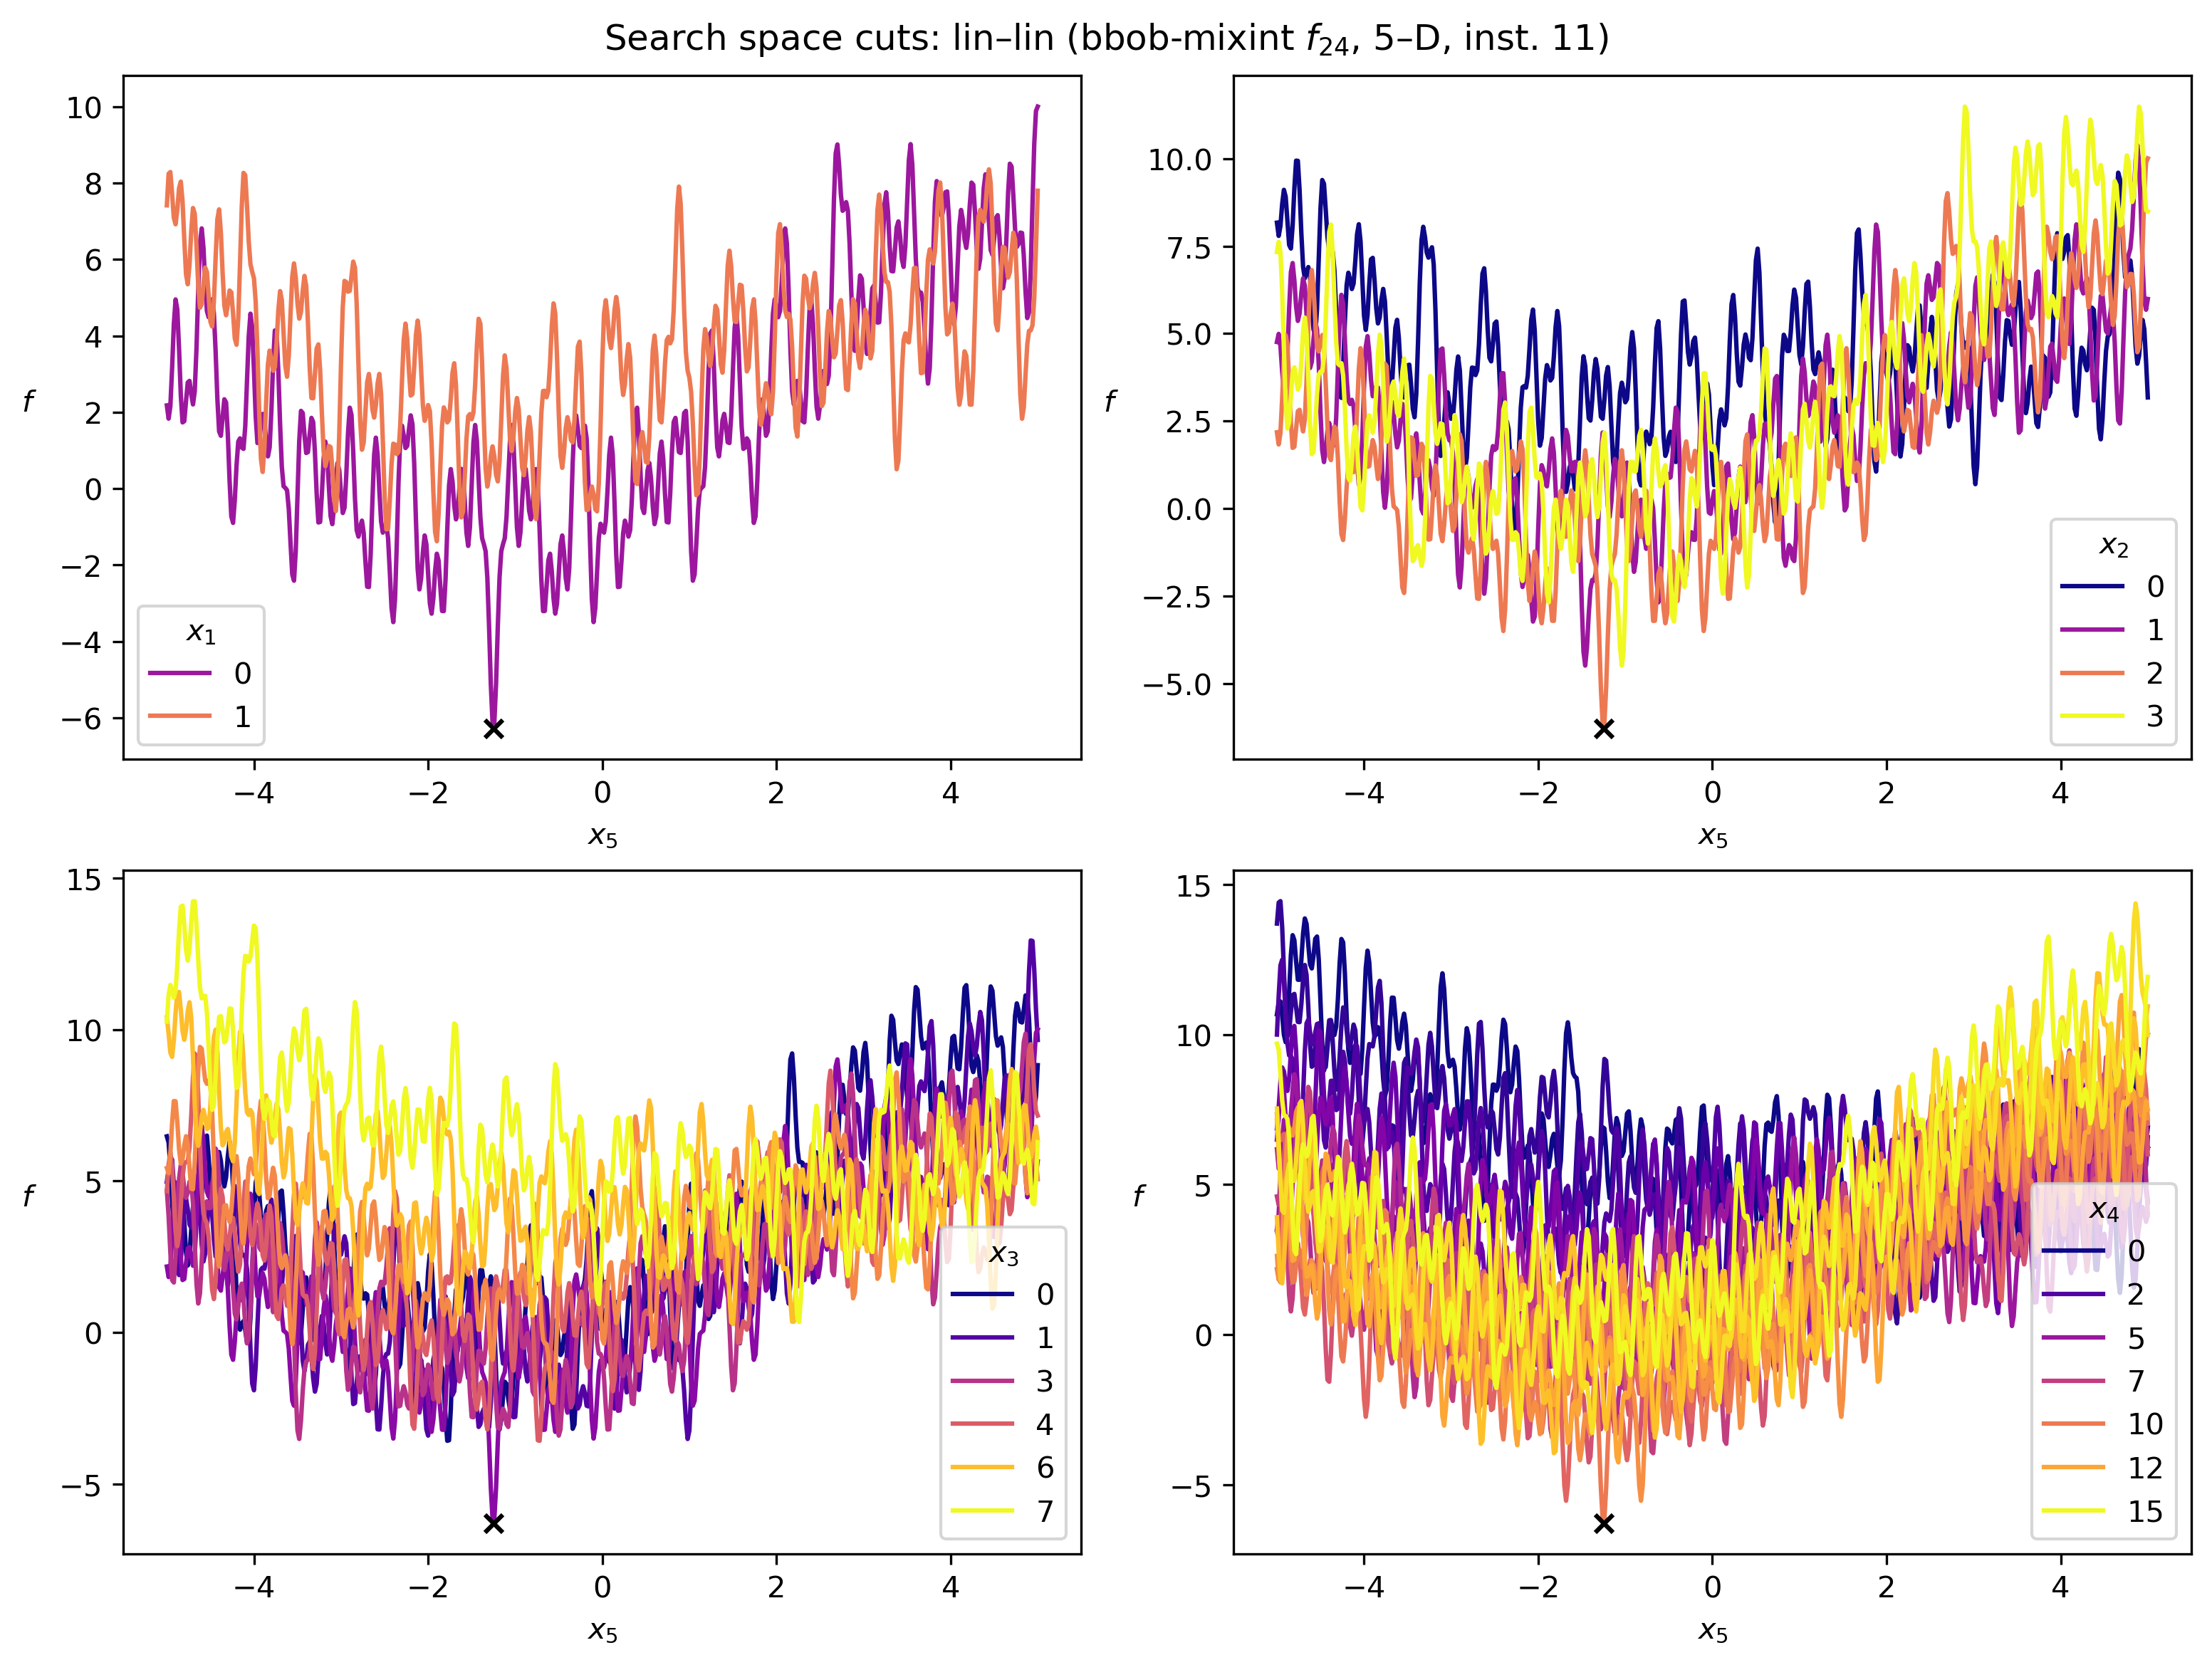 Search space cuts: lin–lin (bbob-mixint f₂₄, 5–D, inst. 11)
10
8
6
4
2
0
−2
−4
−6
f
x₁
0
1
−4 −2 0 2 4
x₅
10.0
7.5
5.0
2.5
0.0
−2.5
−5.0
f
x₂
0
1
2
3
−4 −2 0 2 4
x₅
15
10
5
0
−5
f
x₃
0
1
3
4
6
7
−4 −2 0 2 4
x₅
15
10
5
0
−5
f
x₄
0
2
5
7
10
12
15
−4 −2 0 2 4
x₅